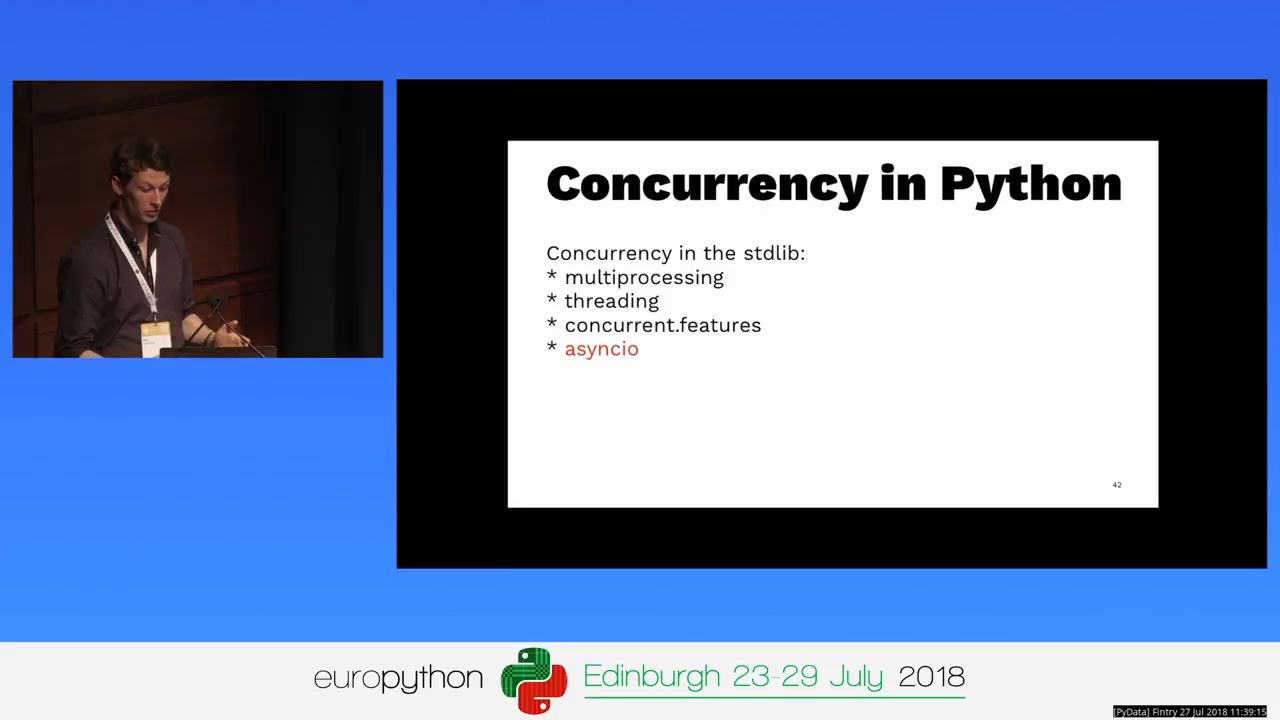 Concurrency in Python
Concurrency in the stdlib:
* multiprocessing
* threading
* concurrent.features
* asyncio
42
europython
Edinburgh 23-29 July 2018
[PyData] Fintry 27 Jul 2018 11:39:15